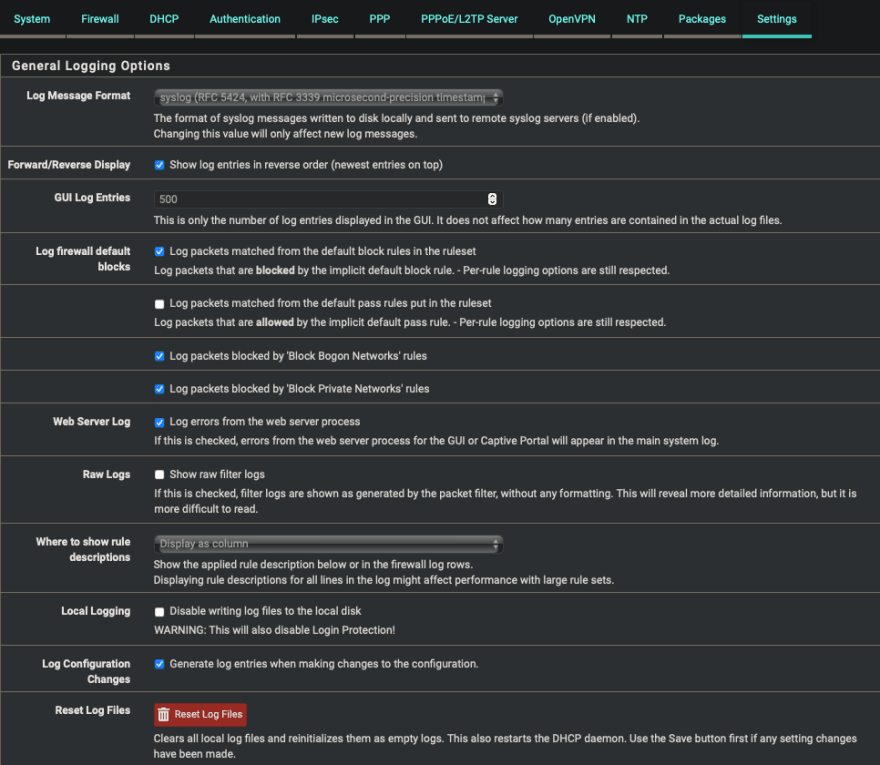 System Firewall DHCP Authentication IPsec PPP PPPoE/L2TP Server OpenVPN NTP Packages Settings
General Logging Options
Log Message Format
syslog (RFC 5424, with RFC 3339 microsecond-precision timestamp
The format of syslog messages written to disk locally and sent to remote syslog servers (if enabled).
Changing this value will only affect new log messages.
Forward/Reverse Display
Show log entries in reverse order (newest entries on top)
GUI Log Entries
500
This is only the number of log entries displayed in the GUI. It does not affect how many entries are contained in the actual log files.
Log firewall default
blocks
Log packets matched from the default block rules in the ruleset
Log packets that are blocked by the implicit default block rule. - Per-rule logging options are still respected.
Log packets matched from the default pass rules put in the ruleset
Log packets that are allowed by the implicit default pass rule. - Per-rule logging options are still respected.
Log packets blocked by 'Block Bogon Networks' rules
Log packets blocked by 'Block Private Networks' rules
Web Server Log
Log errors from the web server process
If this is checked, errors from the web server process for the GUI or Captive Portal will appear in the main system log.
Raw Logs
Show raw filter logs
If this is checked, filter logs are shown as generated by the packet filter, without any formatting. This will reveal more detailed information, but it is
more difficult to read.
Where to show rule
descriptions
Display as column
Show the applied rule description below or in the firewall log rows.
Displaying rule descriptions for all lines in the log might affect performance with large rule sets.
Local Logging
Disable writing log files to the local disk
WARNING: This will also disable Login Protection!
Log Configuration
Changes
Generate log entries when making changes to the configuration.
Reset Log Files
Reset Log Files
Clears all local log files and reinitializes them as empty logs. This also restarts the DHCP daemon. Use the Save button first if any setting changes
have been made.